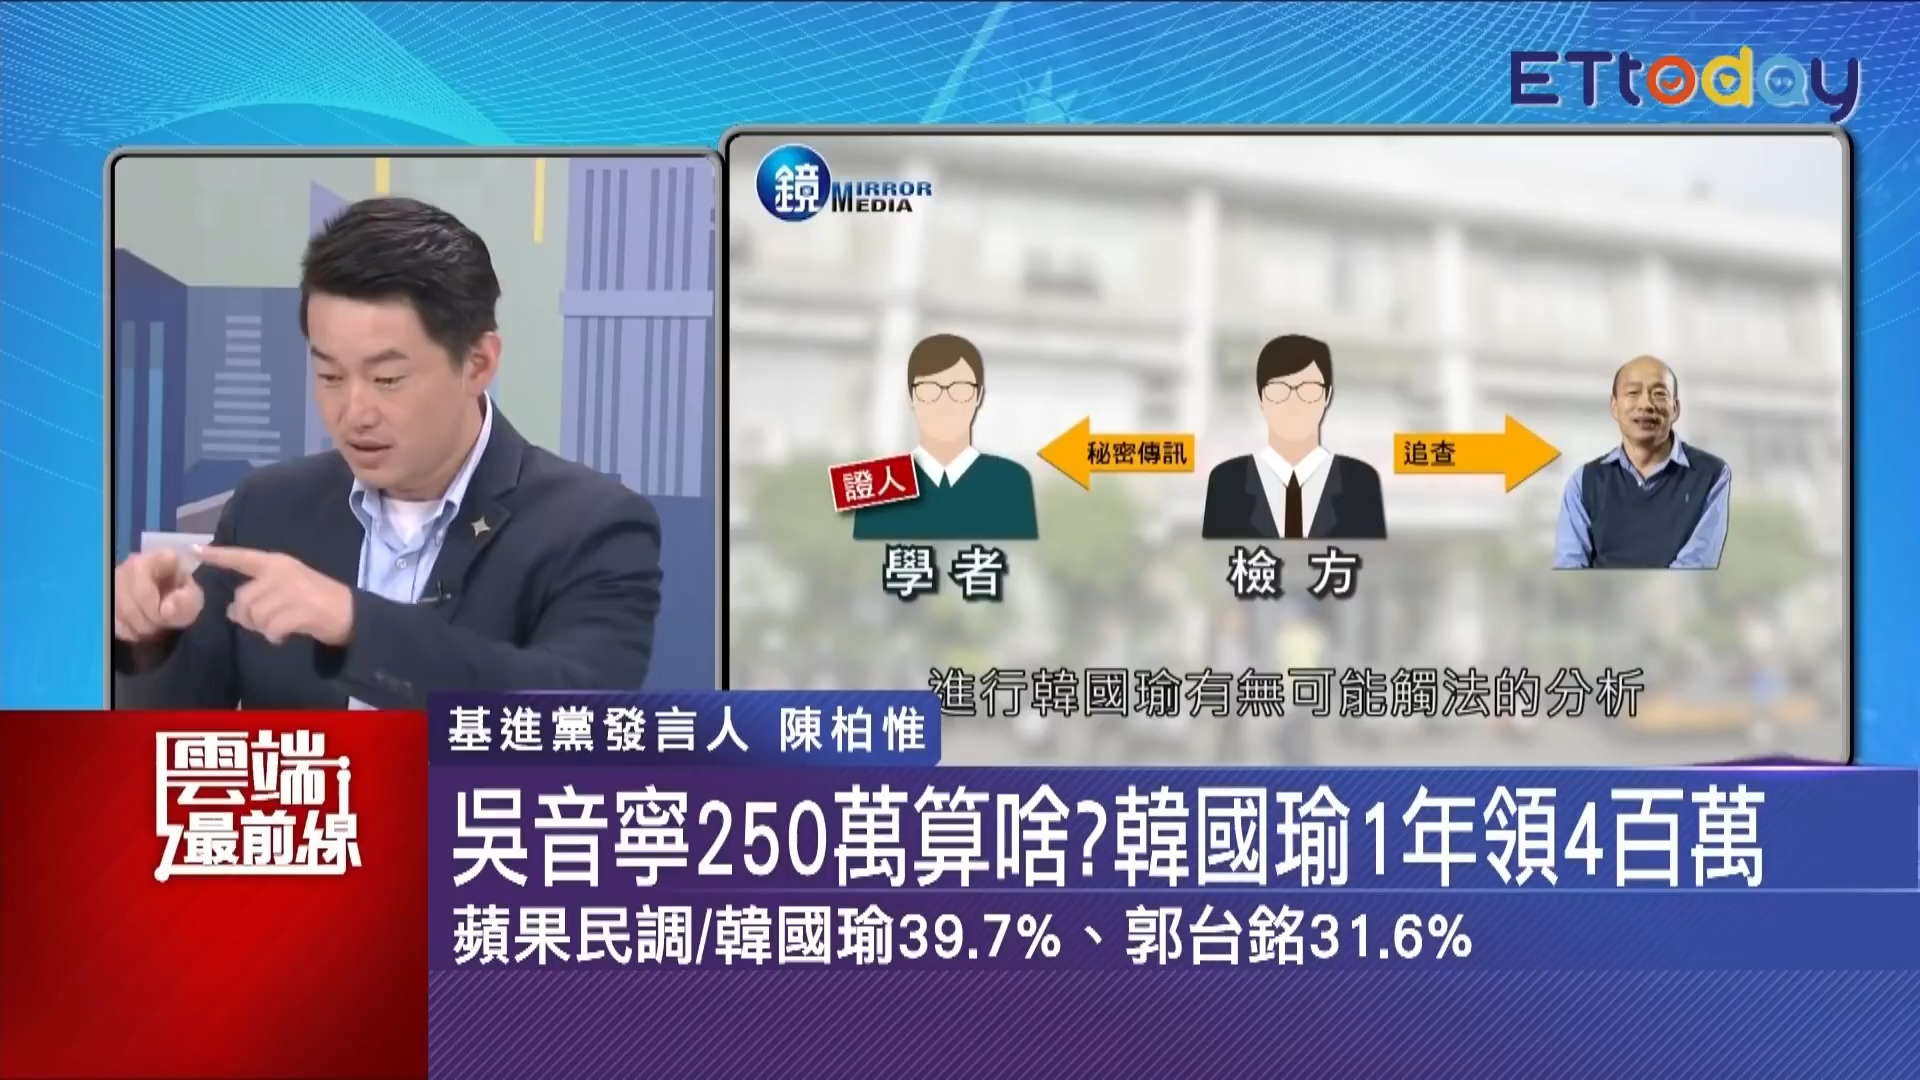 ETtoday
鏡 MIRROR MEDIA
秘密傳訊
追查
證人
學者
檢方
進行韓國瑜有無可能觸法的分析
基進黨發言人 陳柏惟
雲端最前線
吳音寧250萬算啥?韓國瑜1年領4百萬
蘋果民調/韓國瑜39.7%、郭台銘31.6%